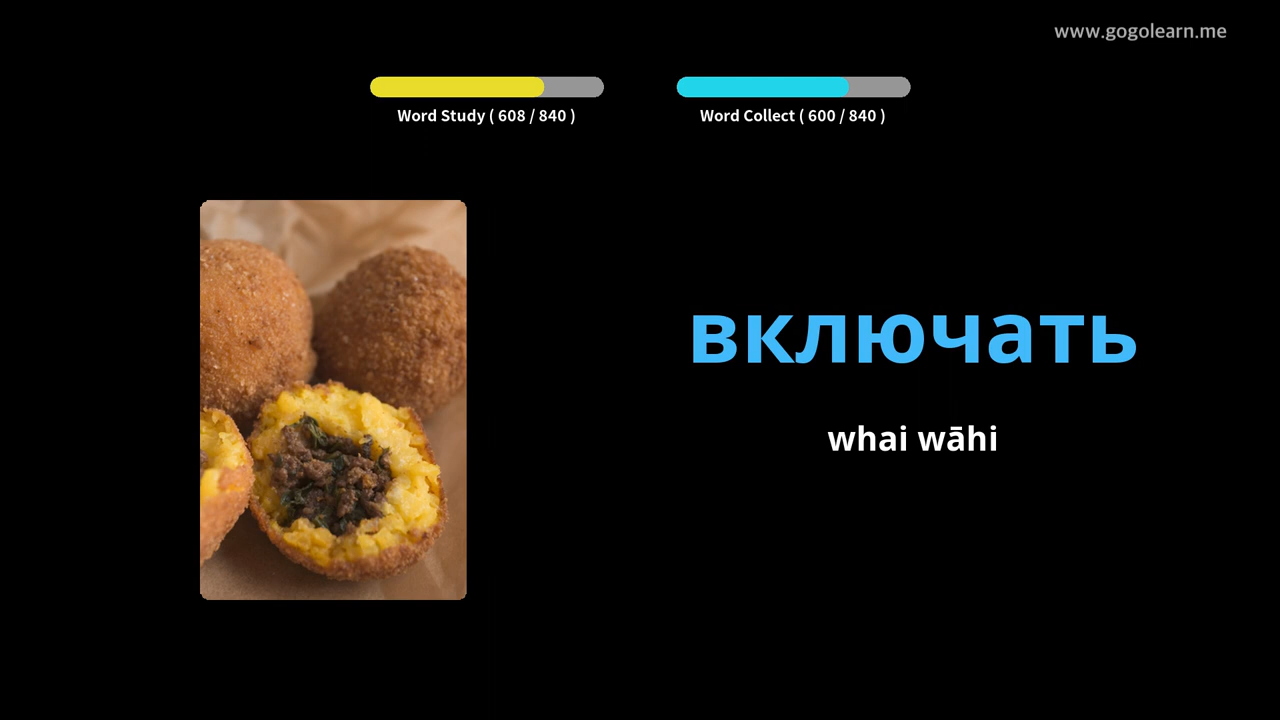 www.gogolearn.me
Word Study ( 608 / 840 )
Word Collect ( 600 / 840 )
включать
whai wāhi